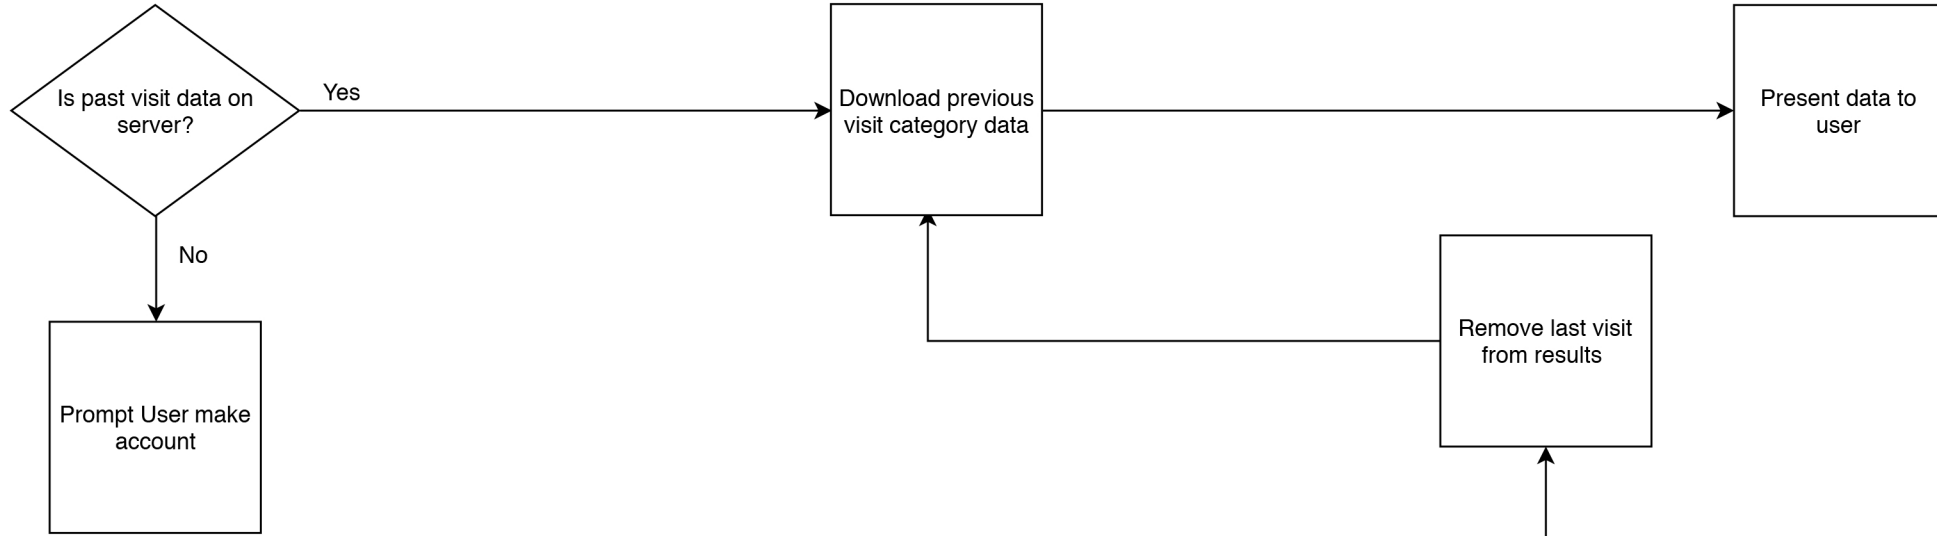 Is past visit data on
server?
Yes
Download previous
visit category data
Present data to
user
No
Remove last visit
from results
Prompt User make
account